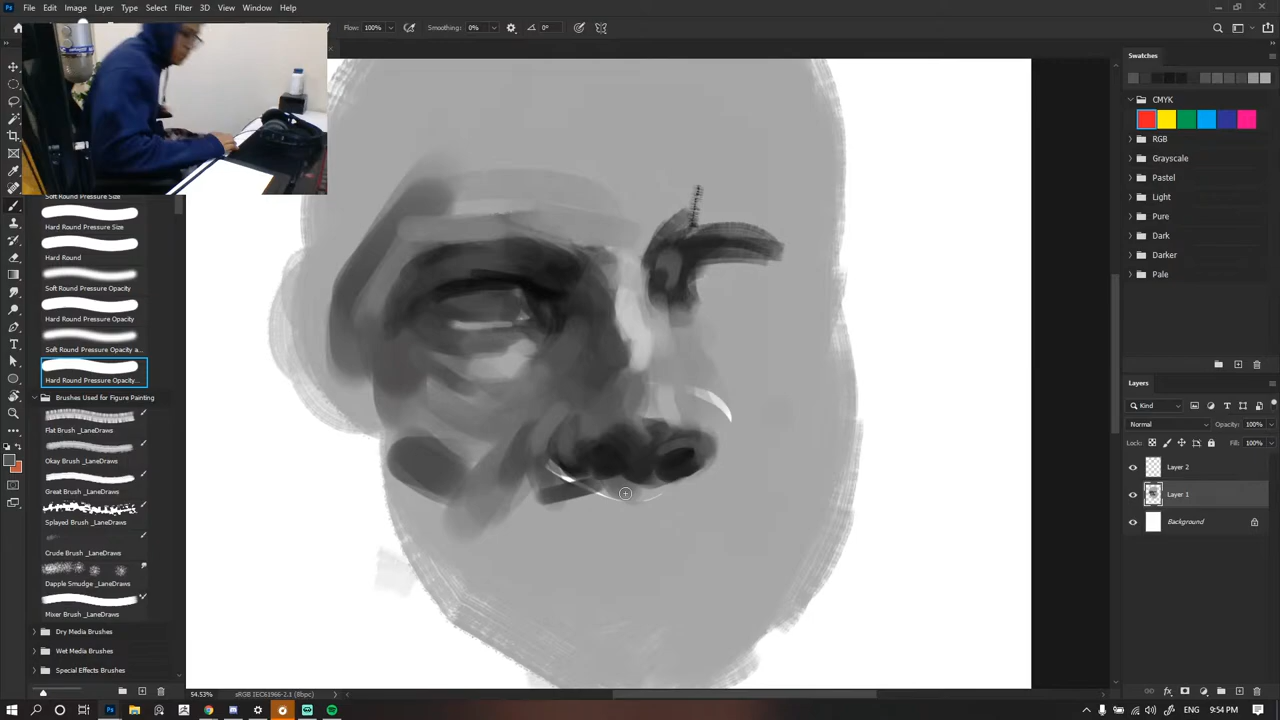 File Edit Image Layer Type Select Filter 3D View Window Help
Flow: 100% Smoothing: 0% 0°
Soft Round Pressure Size
Hard Round Pressure Size
Hard Round
Soft Round Pressure Opacity
Hard Round Pressure Opacity
Soft Round Pressure Opacity a...
Hard Round Pressure Opacity...
Brushes Used for Figure Painting
Flat Brush _LaneDraws
Okay Brush _LaneDraws
Great Brush _LaneDraws
Splayed Brush _LaneDraws
Crude Brush _LaneDraws
Dapple Smudge _LaneDraws
Mixer Brush _LaneDraws
Dry Media Brushes
Wet Media Brushes
Special Effects Brushes
Swatches
CMYK
RGB
Grayscale
Pastel
Light
Pure
Dark
Darker
Pale
Layers
Kind
Normal Opacity: 100%
Lock: Fill: 100%
Layer 2
Layer 1
Background
54.53% sRGB IEC61966-2.1 (8bpc)
ENG 9:54 PM